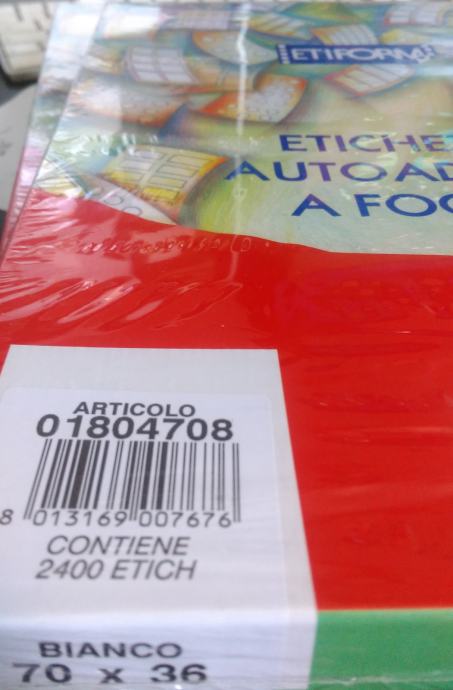 ETIFORM
ETICHE
AUTOAD
A FOG
ARTICOLO
01804708
8 013169 007676
CONTIENE
2400 ETICH
BIANCO
70 x 36